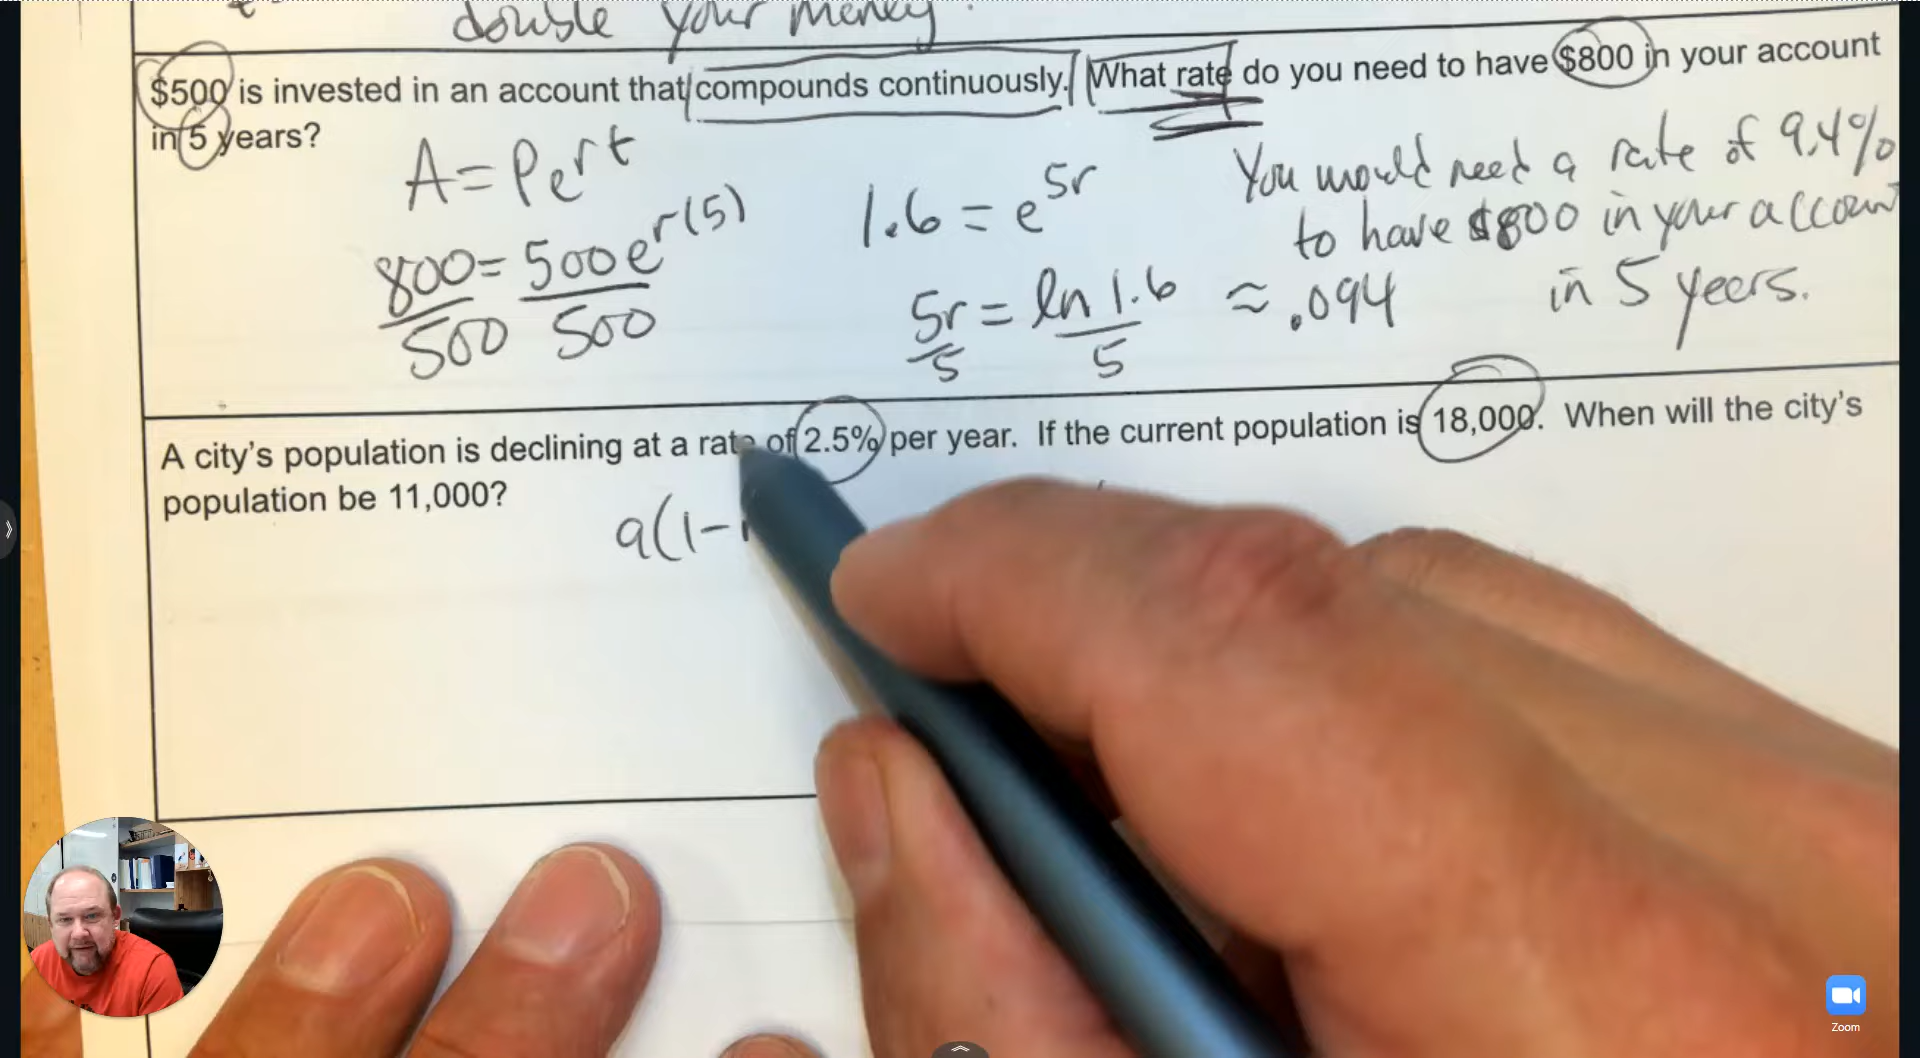 double your money.
$500 is invested in an account that compounds continuously. What rate do you need to have $800 in your account
in 5 years?
A = Pe^rt
800 = 500e^r(5)
500 500
1.6 = e^5r
5r = ln 1.6 ≈ .094
5 5
You would need a rate of 9.4%
to have $800 in your account
in 5 years.
A city's population is declining at a rate of 2.5% per year. If the current population is 18,000. When will the city's
population be 11,000?
a(1-
Zoom